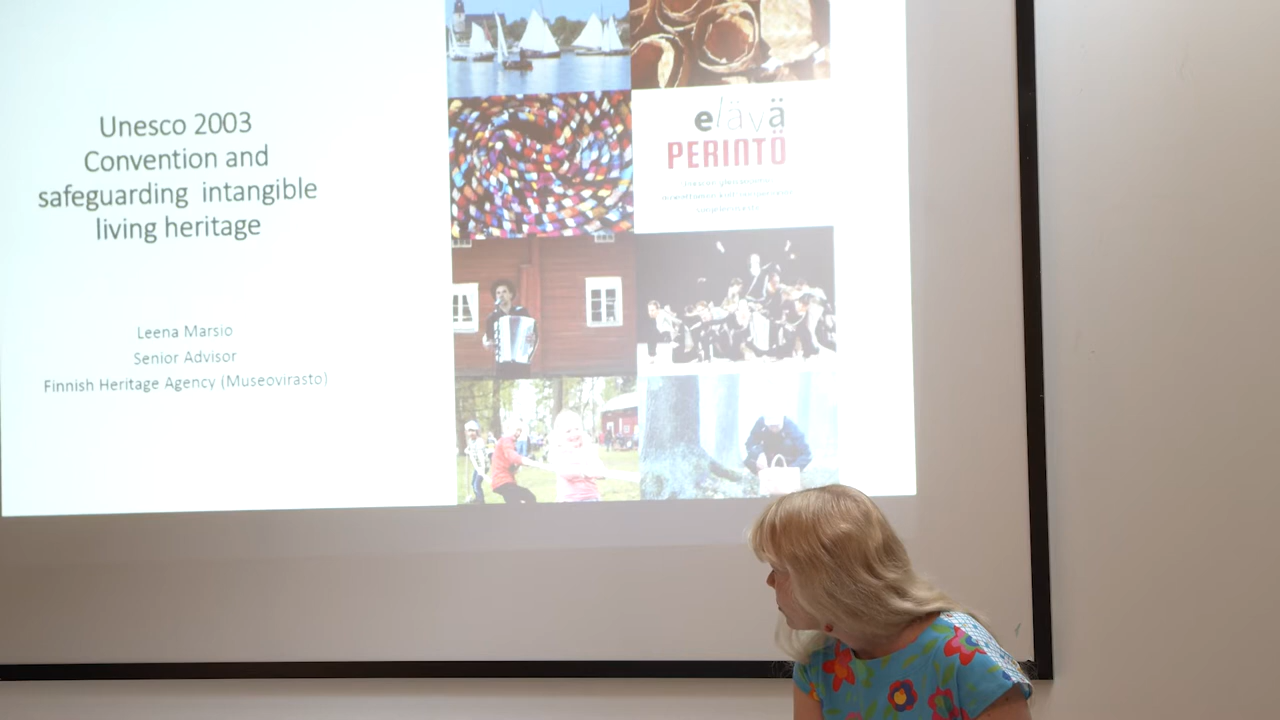 Unesco 2003
Convention and
safeguarding intangible
living heritage
Leena Marsio
Senior Advisor
Finnish Heritage Agency (Museovirasto)
elävä
PERINTÖ